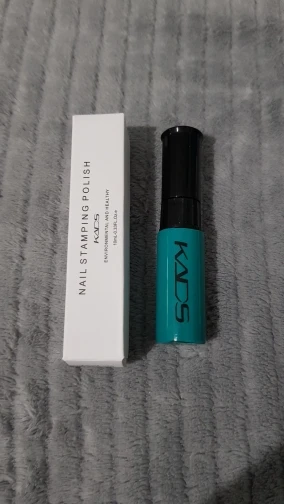 NAIL STAMPING POLISH
KADS
ENVIRONMENTAL AND HEALTHY
KADS